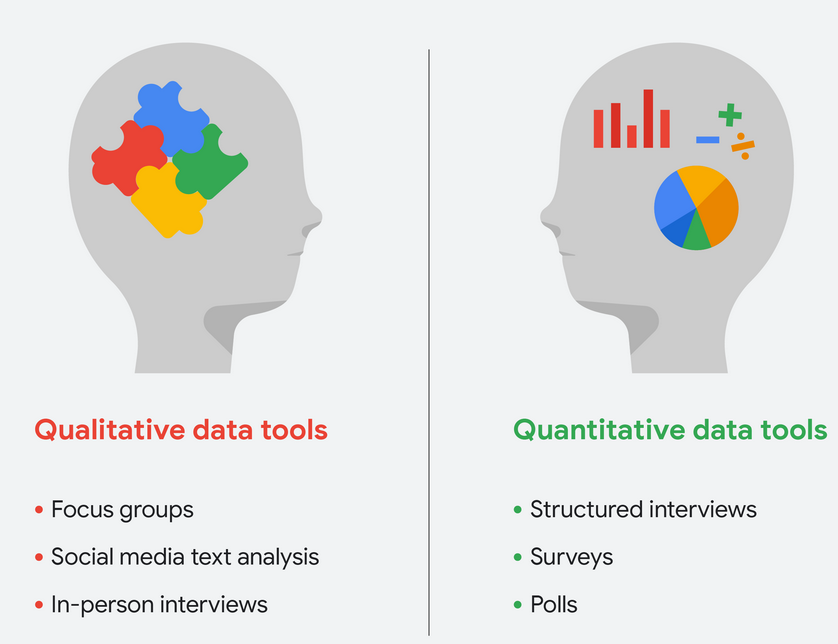 Qualitative data tools
• Focus groups
• Social media text analysis
• In-person interviews
Quantitative data tools
• Structured interviews
• Surveys
• Polls